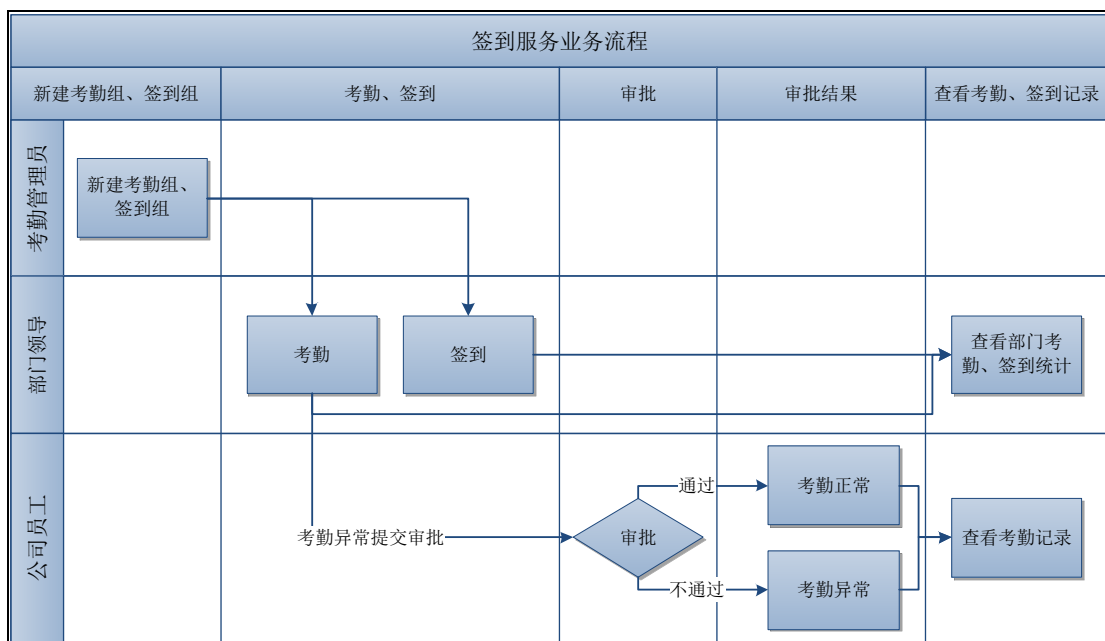 签到服务业务流程
新建考勤组、签到组
考勤、签到
审批
审批结果
查看考勤、签到记录
考勤管理员
新建考勤组、
签到组
部门领导
考勤
签到
查看部门考
勤、签到统计
公司员工
考勤异常提交审批
审批
通过
不通过
考勤正常
考勤异常
查看考勤记录